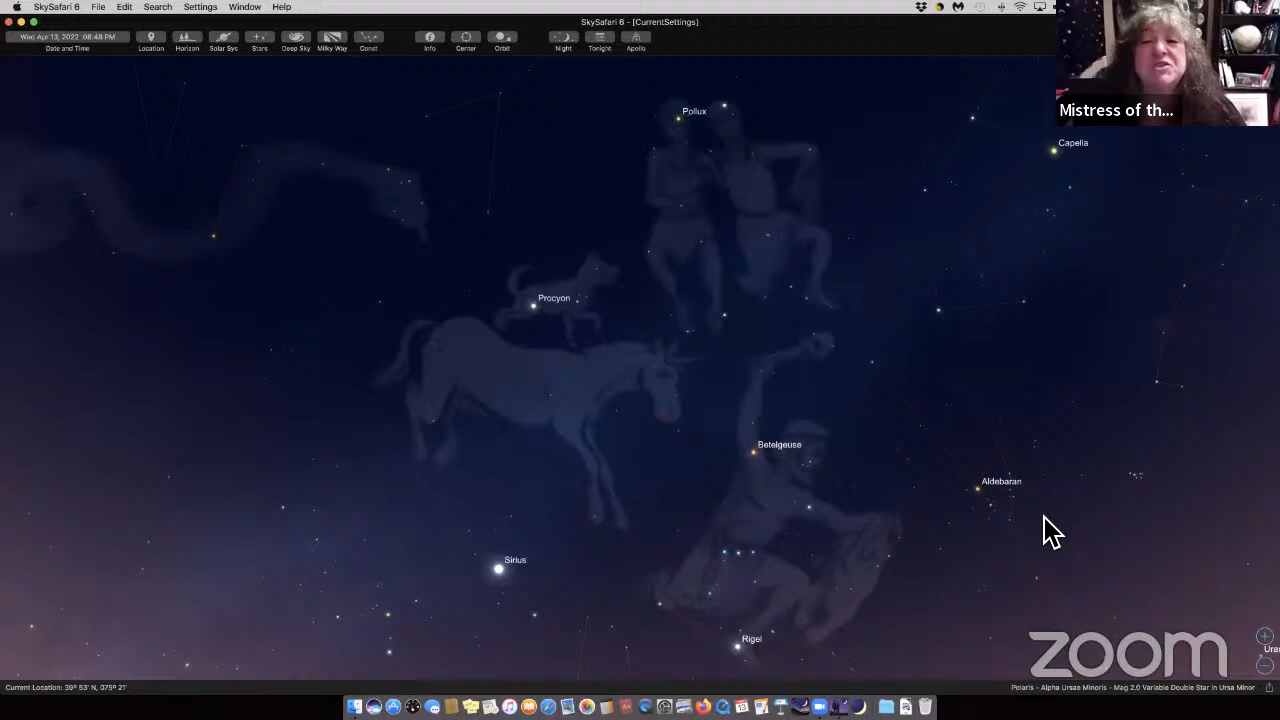 SkySafari 6 File Edit Search Settings Window Help
SkySafari 6 - [CurrentSettings]
Wed Apr 13, 2022 08:48 PM
Date and Time Location Horizon Solar Sys Stars Deep Sky Milky Way Const Info Center Orbit Night Tonight Apollo
Mistress of th...
Pollux
Capella
Procyon
Betelgeuse
Aldebaran
Sirius
Rigel
zoom
Current Location: 39° 53' N, 075° 21'
Polaris - Alpha Ursae Minoris - Mag 2.0 Variable Double Star in Ursa Minor